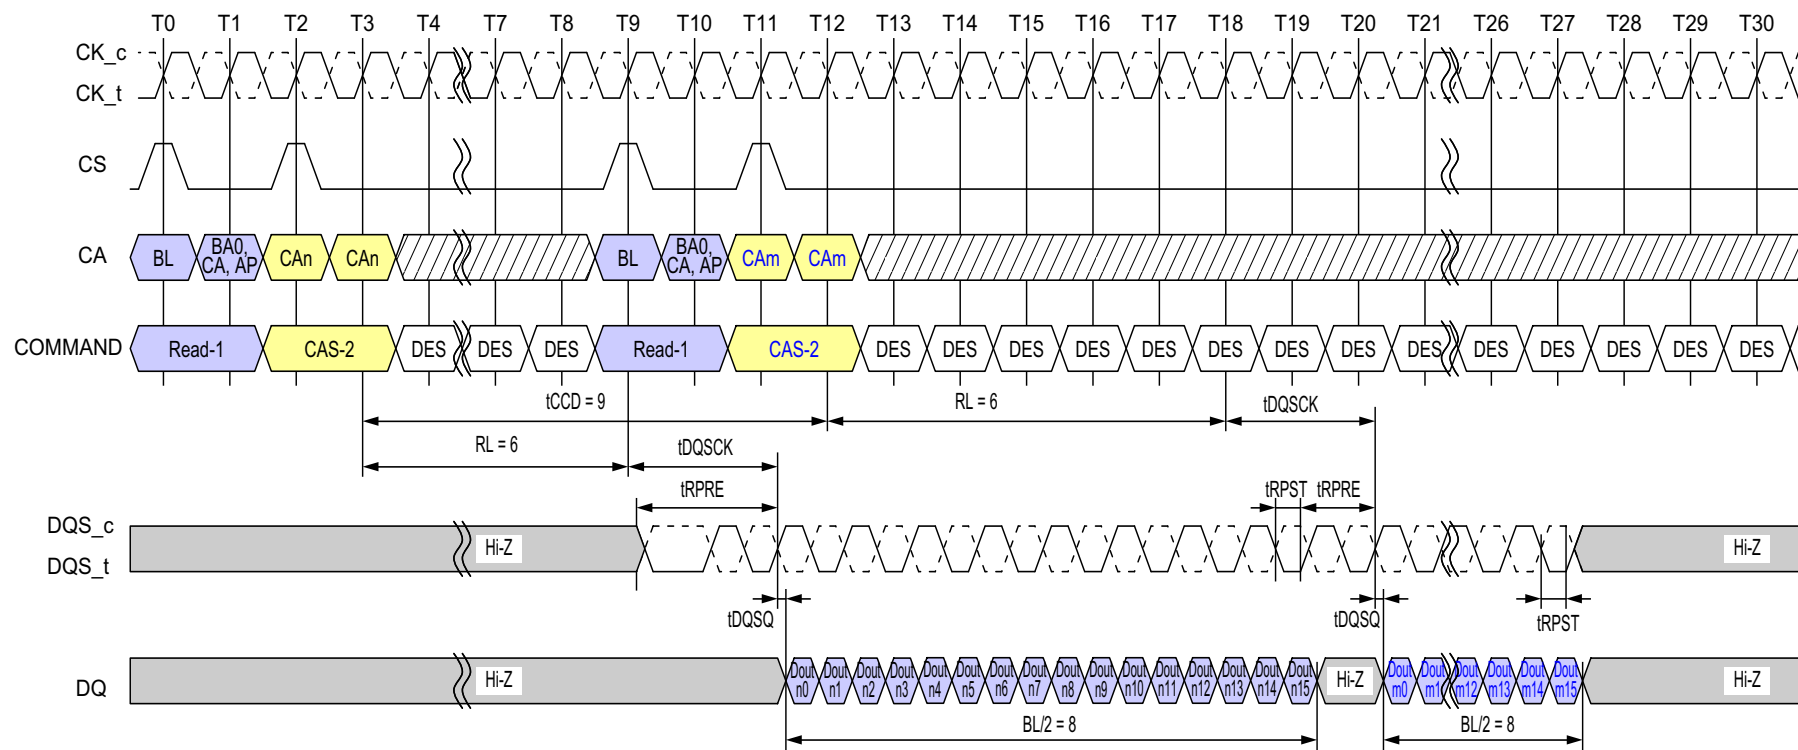 T0 T1 T2 T3 T4 T7 T8 T9 T10 T11 T12 T13 T14 T15 T16 T17 T18 T19 T20 T21 T26 T27 T28 T29 T30
CK_c
CK_t
CS
CA BL BA0, CA, AP CAn CAn BL BA0, CA, AP CAm CAm
COMMAND Read-1 CAS-2 DES DES DES Read-1 CAS-2 DES DES DES DES DES DES DES DES DES DES DES DES DES DES
tCCD = 9 RL = 6 tDQSCK
RL = 6 tDQSCK
tRPRE tRPST tRPRE
DQS_c
DQS_t Hi-Z Hi-Z
tDQSQ tDQSQ tRPST
DQ Hi-Z Dout n0 Dout n1 Dout n2 Dout n3 Dout n4 Dout n5 Dout n6 Dout n7 Dout n8 Dout n9 Dout n10 Dout n11 Dout n12 Dout n13 Dout n14 Dout n15 Hi-Z Dout m0 Dout m1 Dout m12 Dout m13 Dout m14 Dout m15 Hi-Z
BL/2 = 8 BL/2 = 8